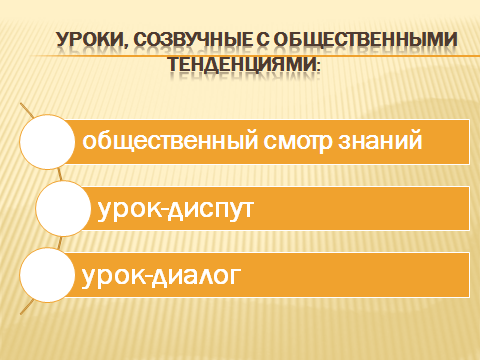 УРОКИ, СОЗВУЧНЫЕ С ОБЩЕСТВЕННЫМИ
ТЕНДЕНЦИЯМИ:
общественный смотр знаний
урок-диспут
урок-диалог